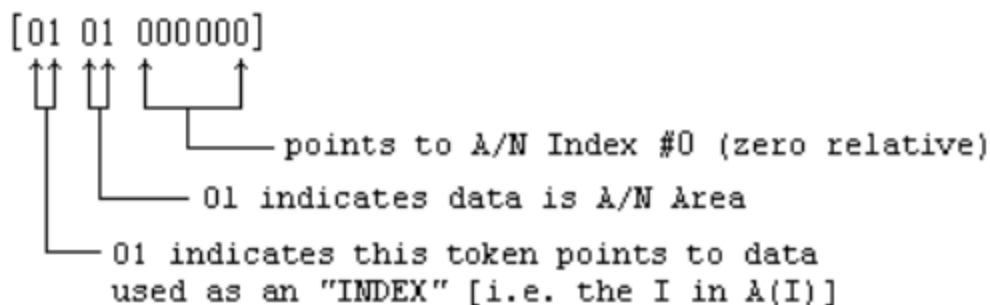 [01 01 000000]
points to A/N Index #0 (zero relative)
01 indicates data is A/N Area
01 indicates this token points to data
used as an "INDEX" [i.e. the I in A(I)]